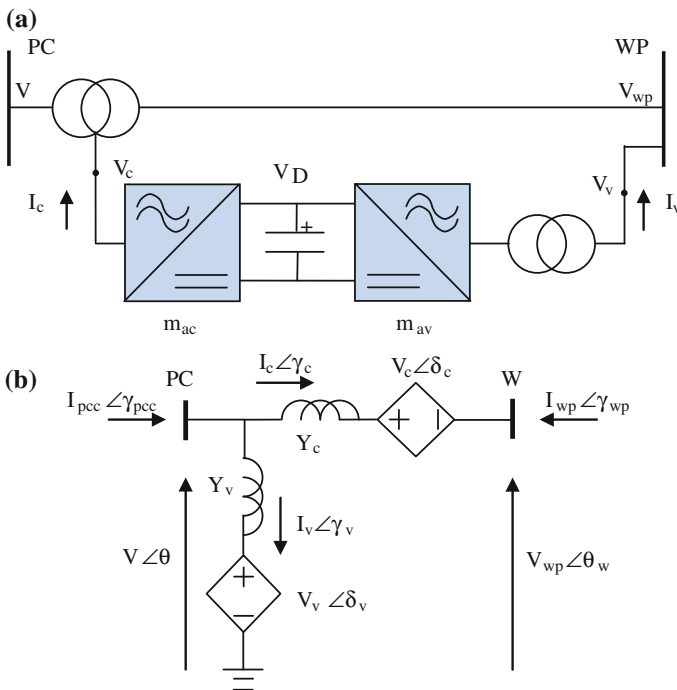 (a)
PC
WP
V
V_wp
V_c
V_D
V_v
I_c
+
I_v
m_ac
m_av
(b)
PC
I_c∠γ_c
V_c∠δ_c
W
I_pcc∠γ_pcc
I_wp∠γ_wp
Y_c
Y_v
I_v∠γ_v
V∠θ
V_v∠δ_v
V_wp∠θ_w